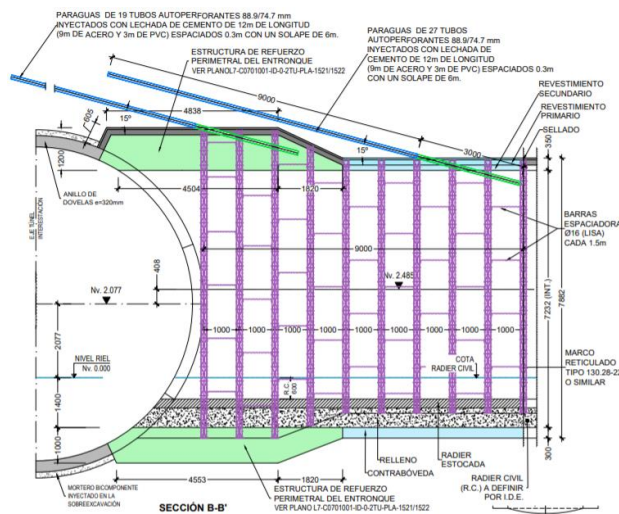 PARAGUAS DE 19 TUBOS AUTOPERFORANTES 88.9/74.7 mm
INYECTADOS CON LECHADA DE CEMENTO DE 12m DE LONGITUD
(9m DE ACERO Y 3m DE PVC) ESPACIADOS 0.3m CON UN SOLAPE DE 6m.
PARAGUAS DE 27 TUBOS
AUTOPERFORANTES 88.9/74.7 mm
INYECTADOS CON LECHADA DE
CEMENTO DE 12m DE LONGITUD
(9m DE ACERO Y 3m DE PVC) ESPACIADOS 0.3m
CON UN SOLAPE DE 6m.
ESTRUCTURA DE REFUERZO
PERIMETRAL DEL ENTRONQUE
VER PLANOL7-C0701001-ID-0-2TU-PLA-1521/1522
REVESTIMIENTO
SECUNDARIO
REVESTIMIENTO
PRIMARIO
SELLADO
9000
4838
605
15º
15º
3000
350
1200
ANILLO DE
DOVELAS e=320mm
4504
1820
EJE TÚNEL
INTERESTACIÓN
BARRAS
ESPACIADORAS
Ø16 (LISA)
CADA 1.5m
9000
408
Nv. 2.077
Nv. 2.485
7232 (INT.)
7882
1000
1000
1000
1000
1000
1000
1000
1000
1000
2077
NIVEL RIEL
Nv. 0.000
COTA
RADIER CIVIL
MARCO
RETICULADO
TIPO 130.28-22
O SIMILAR
R.C.
600
1400
1000
300
RELLENO
CONTRABÓVEDA
RADIER
ESTOCADA
4553
1820
RADIER CIVIL
(R.C.) A DEFINIR
POR I.D.E.
MORTERO BICOMPONENTE
INYECTADO EN LA
SOBREEXCAVACIÓN
ESTRUCTURA DE REFUERZO
PERIMETRAL DEL ENTRONQUE
VER PLANO L7-C0701001-ID-0-2TU-PLA-1521/1522
SECCIÓN B-B'